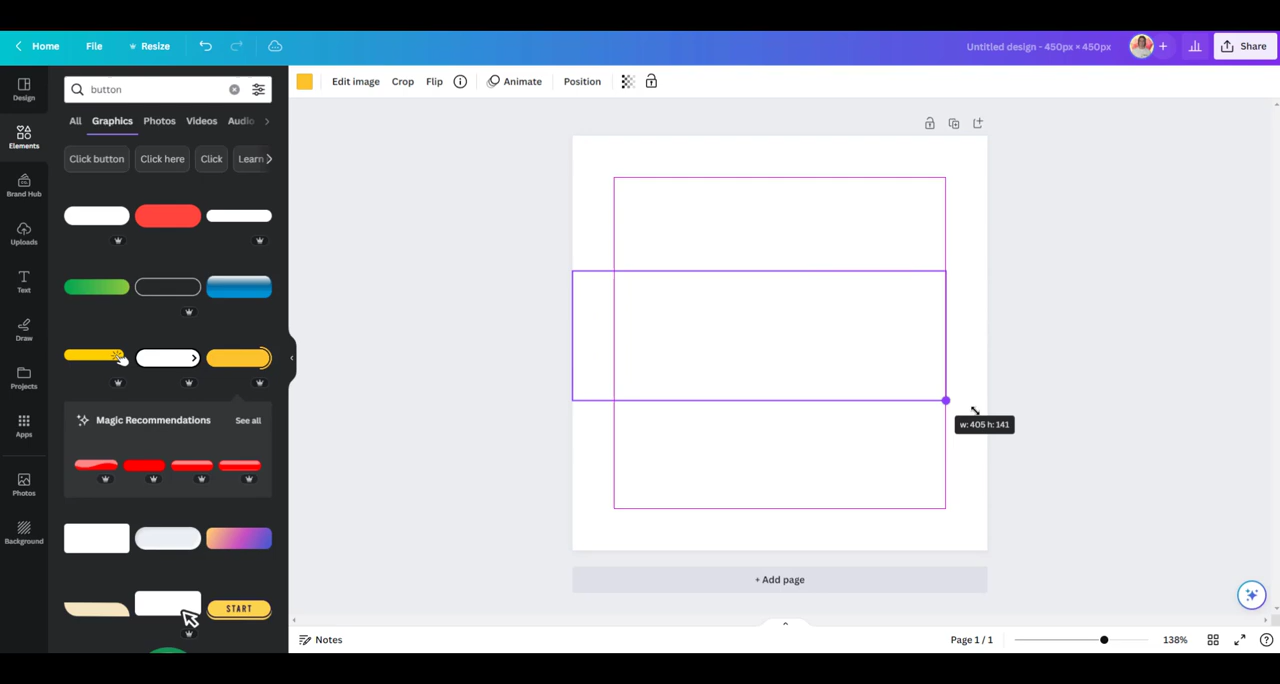 Home File Resize Untitled design - 450px × 450px + Share
Design
Elements
Brand Hub
Uploads
Text
Draw
Projects
Apps
Photos
Background
button
All Graphics Photos Videos Audio
Click button Click here Click Learn
Magic Recommendations See all
START
Edit image Crop Flip Animate Position
w: 405 h: 141
+ Add page
Notes Page 1 / 1 138%